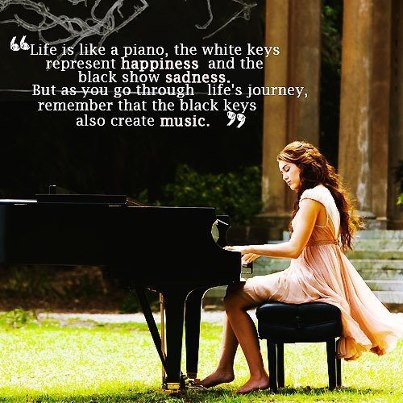 “Life is like a piano, the white keys
represent happiness and the
black show sadness.
But as you go through life's journey,
remember that the black keys
also create music. ”